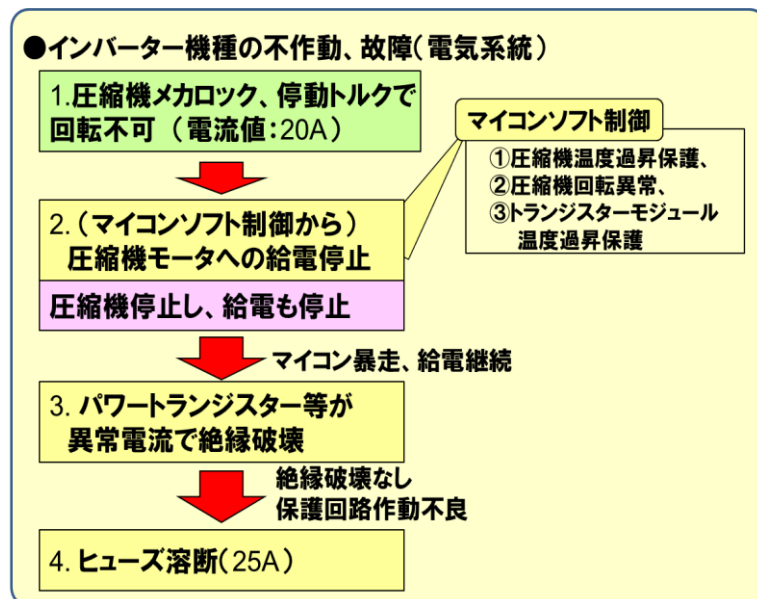 ●インバーター機種の不作動、故障(電気系統)
1.圧縮機メカロック、停動トルクで
回転不可 (電流値:20A)
マイコンソフト制御
①圧縮機温度過昇保護、
②圧縮機回転異常、
③トランジスターモジュール
温度過昇保護
2.(マイコンソフト制御から)
圧縮機モータへの給電停止
圧縮機停止し、給電も停止
マイコン暴走、給電継続
3. パワートランジスター等が
異常電流で絶縁破壊
絶縁破壊なし
保護回路作動不良
4. ヒューズ溶断(25A)